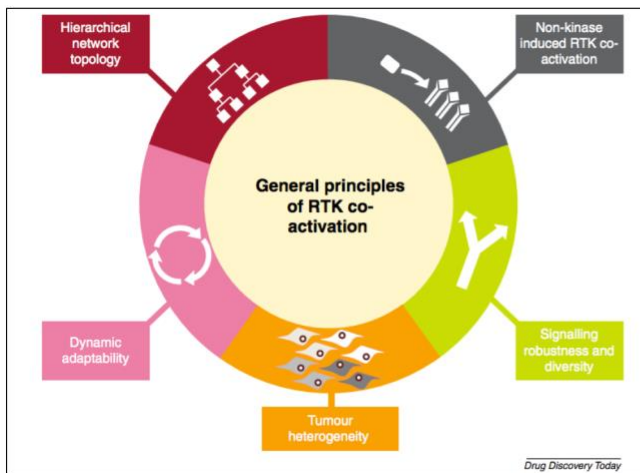 Hierarchical
network
topology
Non-kinase
induced RTK co-
activation
General principles
of RTK co-
activation
Dynamic
adaptability
Signalling
robustness and
diversity
Tumour
heterogeneity
Drug Discovery Today